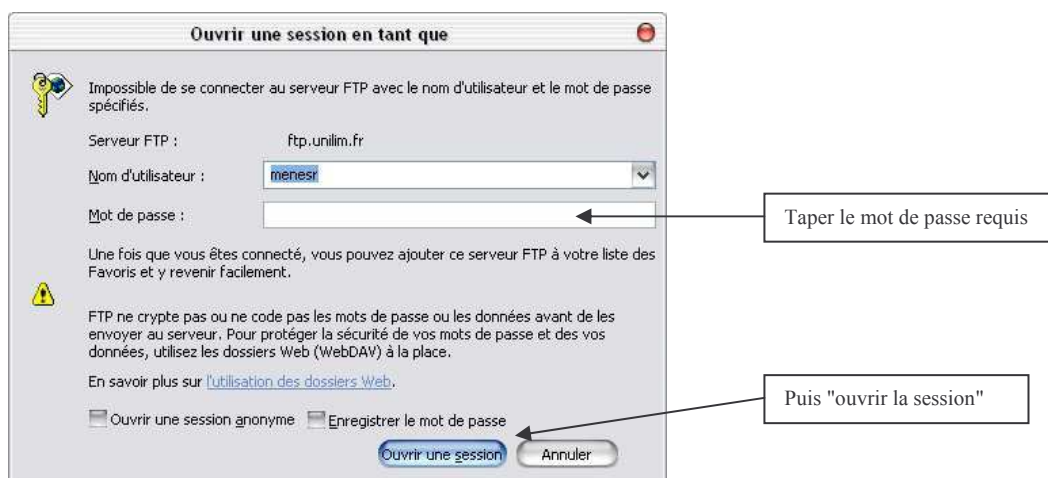 Ouvrir une session en tant que
Impossible de se connecter au serveur FTP avec le nom d'utilisateur et le mot de passe
spécifiés.
Serveur FTP : ftp.unilim.fr
Nom d'utilisateur : menesr
Mot de passe :
Taper le mot de passe requis
Une fois que vous êtes connecté, vous pouvez ajouter ce serveur FTP à votre liste des
Favoris et y revenir facilement.
FTP ne crypte pas ou ne code pas les mots de passe ou les données avant de les
envoyer au serveur. Pour protéger la sécurité de vos mots de passe et des vos
données, utilisez les dossiers Web (WebDAV) à la place.
En savoir plus sur l'utilisation des dossiers Web.
Puis "ouvrir la session"
Ouvrir une session anonyme Enregistrer le mot de passe
Ouvrir une session Annuler